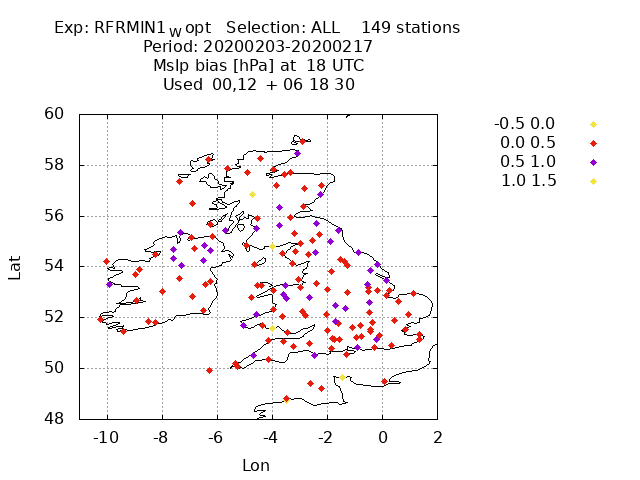 Exp: RFRMIN1_W opt Selection: ALL 149 stations
Period: 20200203-20200217
Mslp bias [hPa] at 18 UTC
Used 00,12 + 06 18 30
-0.5 0.0
0.0 0.5
0.5 1.0
1.0 1.5
60
58
56
54
52
50
48
Lat
-10 -8 -6 -4 -2 0 2
Lon